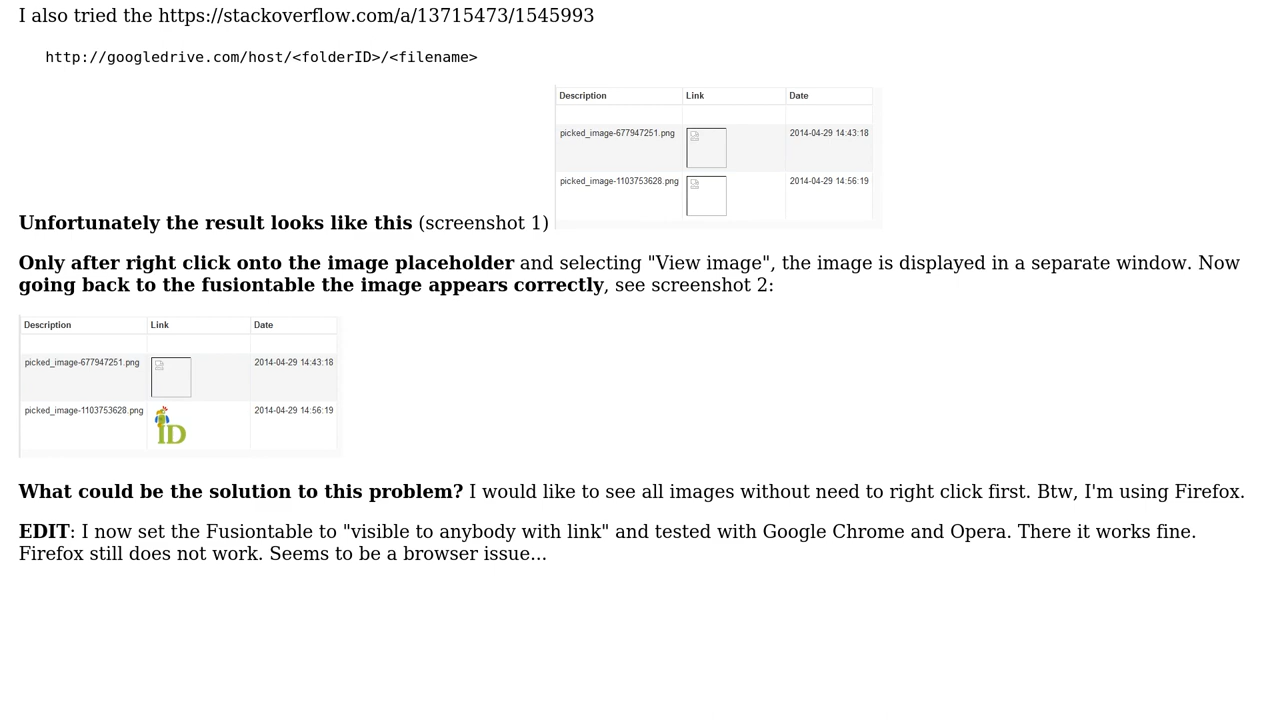 I also tried the https://stackoverflow.com/a/13715473/1545993
http://googledrive.com/host/<folderID>/<filename>
Description Link Date
picked_image-677947251.png 2014-04-29 14:43:18
picked_image-1103753628.png 2014-04-29 14:56:19
Unfortunately the result looks like this (screenshot 1)
Only after right click onto the image placeholder and selecting "View image", the image is displayed in a separate window. Now
going back to the fusiontable the image appears correctly, see screenshot 2:
Description Link Date
picked_image-677947251.png 2014-04-29 14:43:18
picked_image-1103753628.png ID 2014-04-29 14:56:19
What could be the solution to this problem? I would like to see all images without need to right click first. Btw, I'm using Firefox.
EDIT: I now set the Fusiontable to "visible to anybody with link" and tested with Google Chrome and Opera. There it works fine.
Firefox still does not work. Seems to be a browser issue...